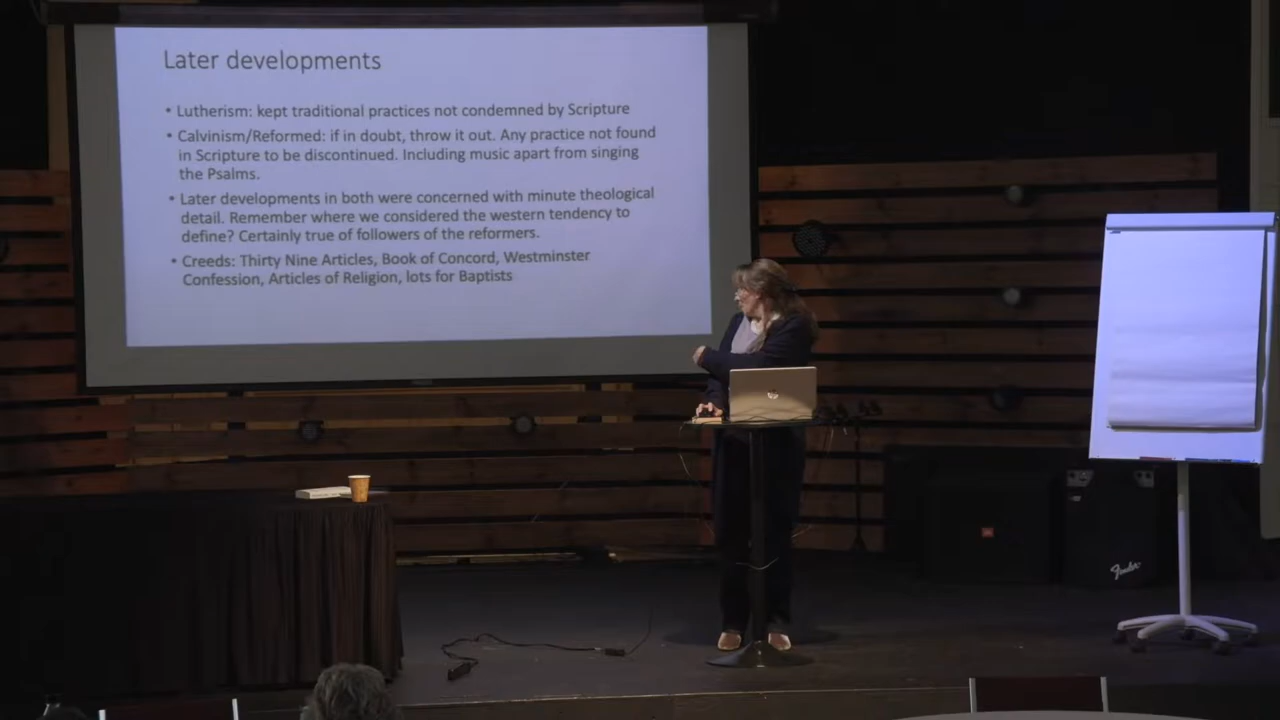 Later developments
• Lutherism: kept traditional practices not condemned by Scripture
• Calvinism/Reformed: if in doubt, throw it out. Any practice not found
in Scripture to be discontinued. Including music apart from singing
the Psalms.
• Later developments in both were concerned with minute theological
detail. Remember where we considered the western tendency to
define? Certainly true of followers of the reformers.
• Creeds: Thirty Nine Articles, Book of Concord, Westminster
Confession, Articles of Religion, lots for Baptists
hp
Fender